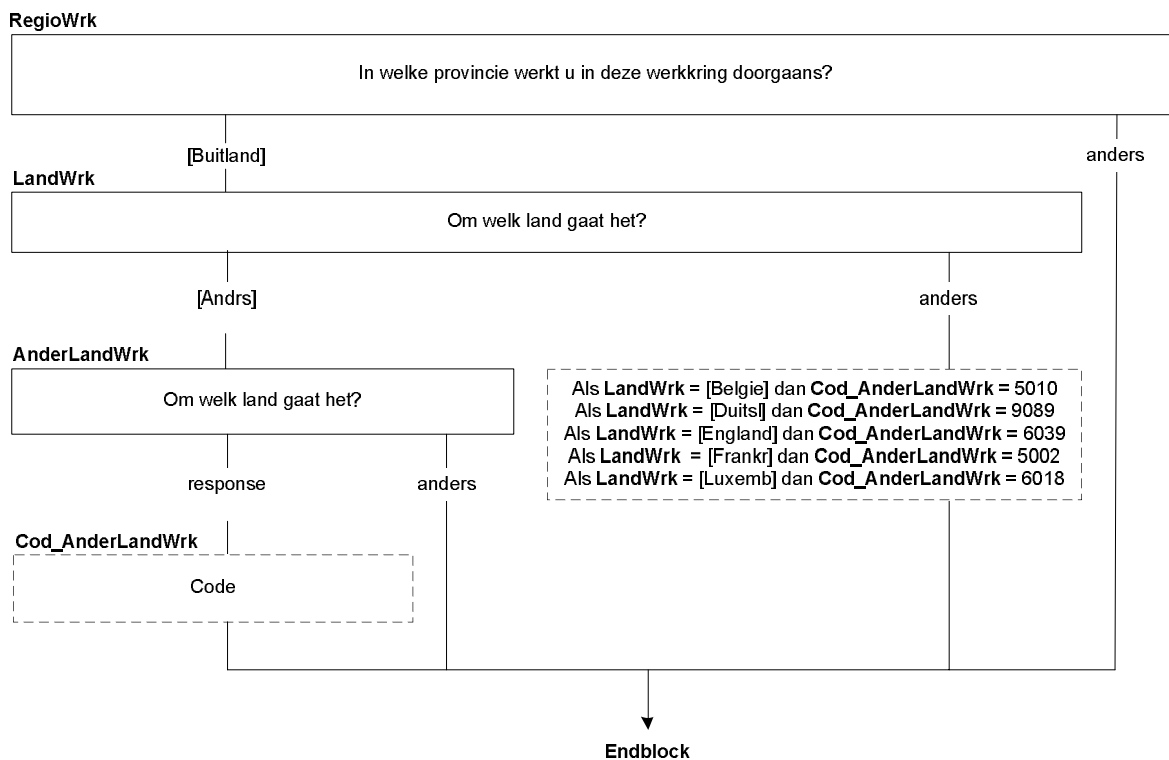 RegioWrk
In welke provincie werkt u in deze werkkring doorgaans?
[Buitland]
anders
LandWrk
Om welk land gaat het?
[Andrs]
anders
AnderLandWrk
Om welk land gaat het?
Als LandWrk = [Belgie] dan Cod_AnderLandWrk = 5010
Als LandWrk = [Duitsl] dan Cod_AnderLandWrk = 9089
Als LandWrk = [England] dan Cod_AnderLandWrk = 6039
Als LandWrk = [Frankr] dan Cod_AnderLandWrk = 5002
Als LandWrk = [Luxemb] dan Cod_AnderLandWrk = 6018
response
anders
Cod_AnderLandWrk
Code
Endblock